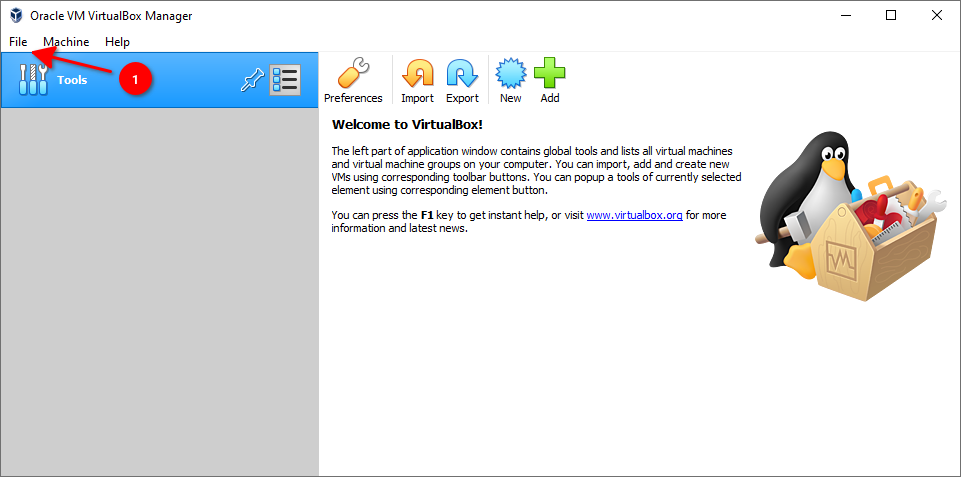 Oracle VM VirtualBox Manager
File Machine Help
1
Tools
Preferences Import Export New Add
Welcome to VirtualBox!
The left part of application window contains global tools and lists all virtual machines
and virtual machine groups on your computer. You can import, add and create new
VMs using corresponding toolbar buttons. You can popup a tools of currently selected
element using corresponding element button.
You can press the F1 key to get instant help, or visit www.virtualbox.org for more
information and latest news.